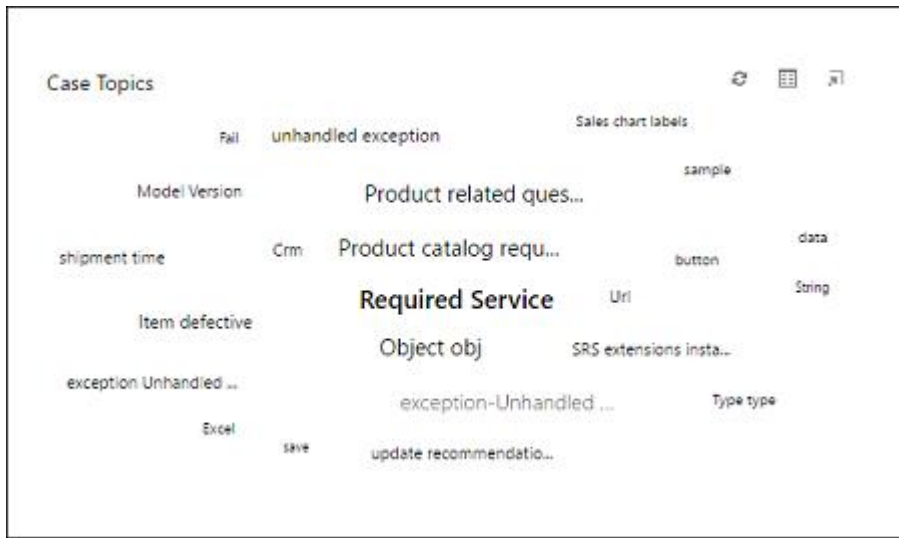 Case Topics
Sales chart labels
Fail
unhandled exception
sample
Model Version
Product related ques...
data
shipment time
Crm
Product catalog requ...
button
String
Required Service
Url
Item defective
Object obj
SRS extensions insta...
exception Unhandled ...
exception-Unhandled ...
Type type
Excel
save
update recommendatio...